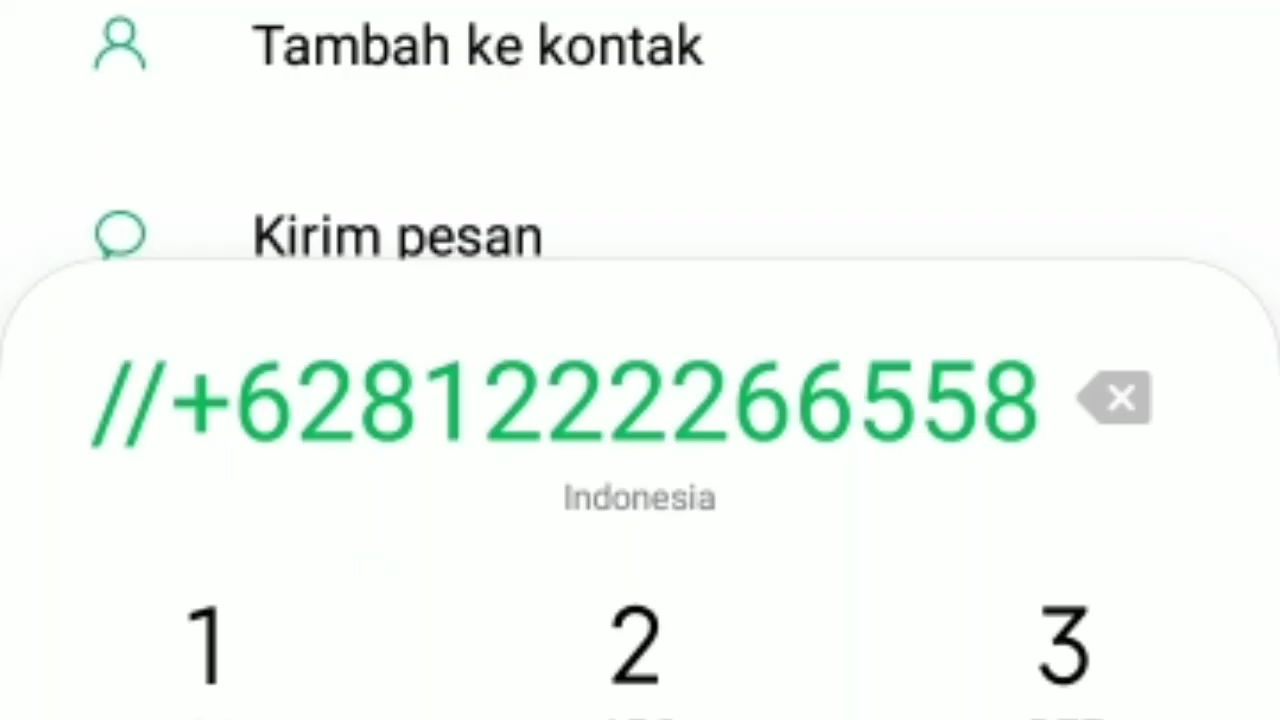 Tambah ke kontak
Kirim pesan
//+6281222266558
Indonesia
1 2 3